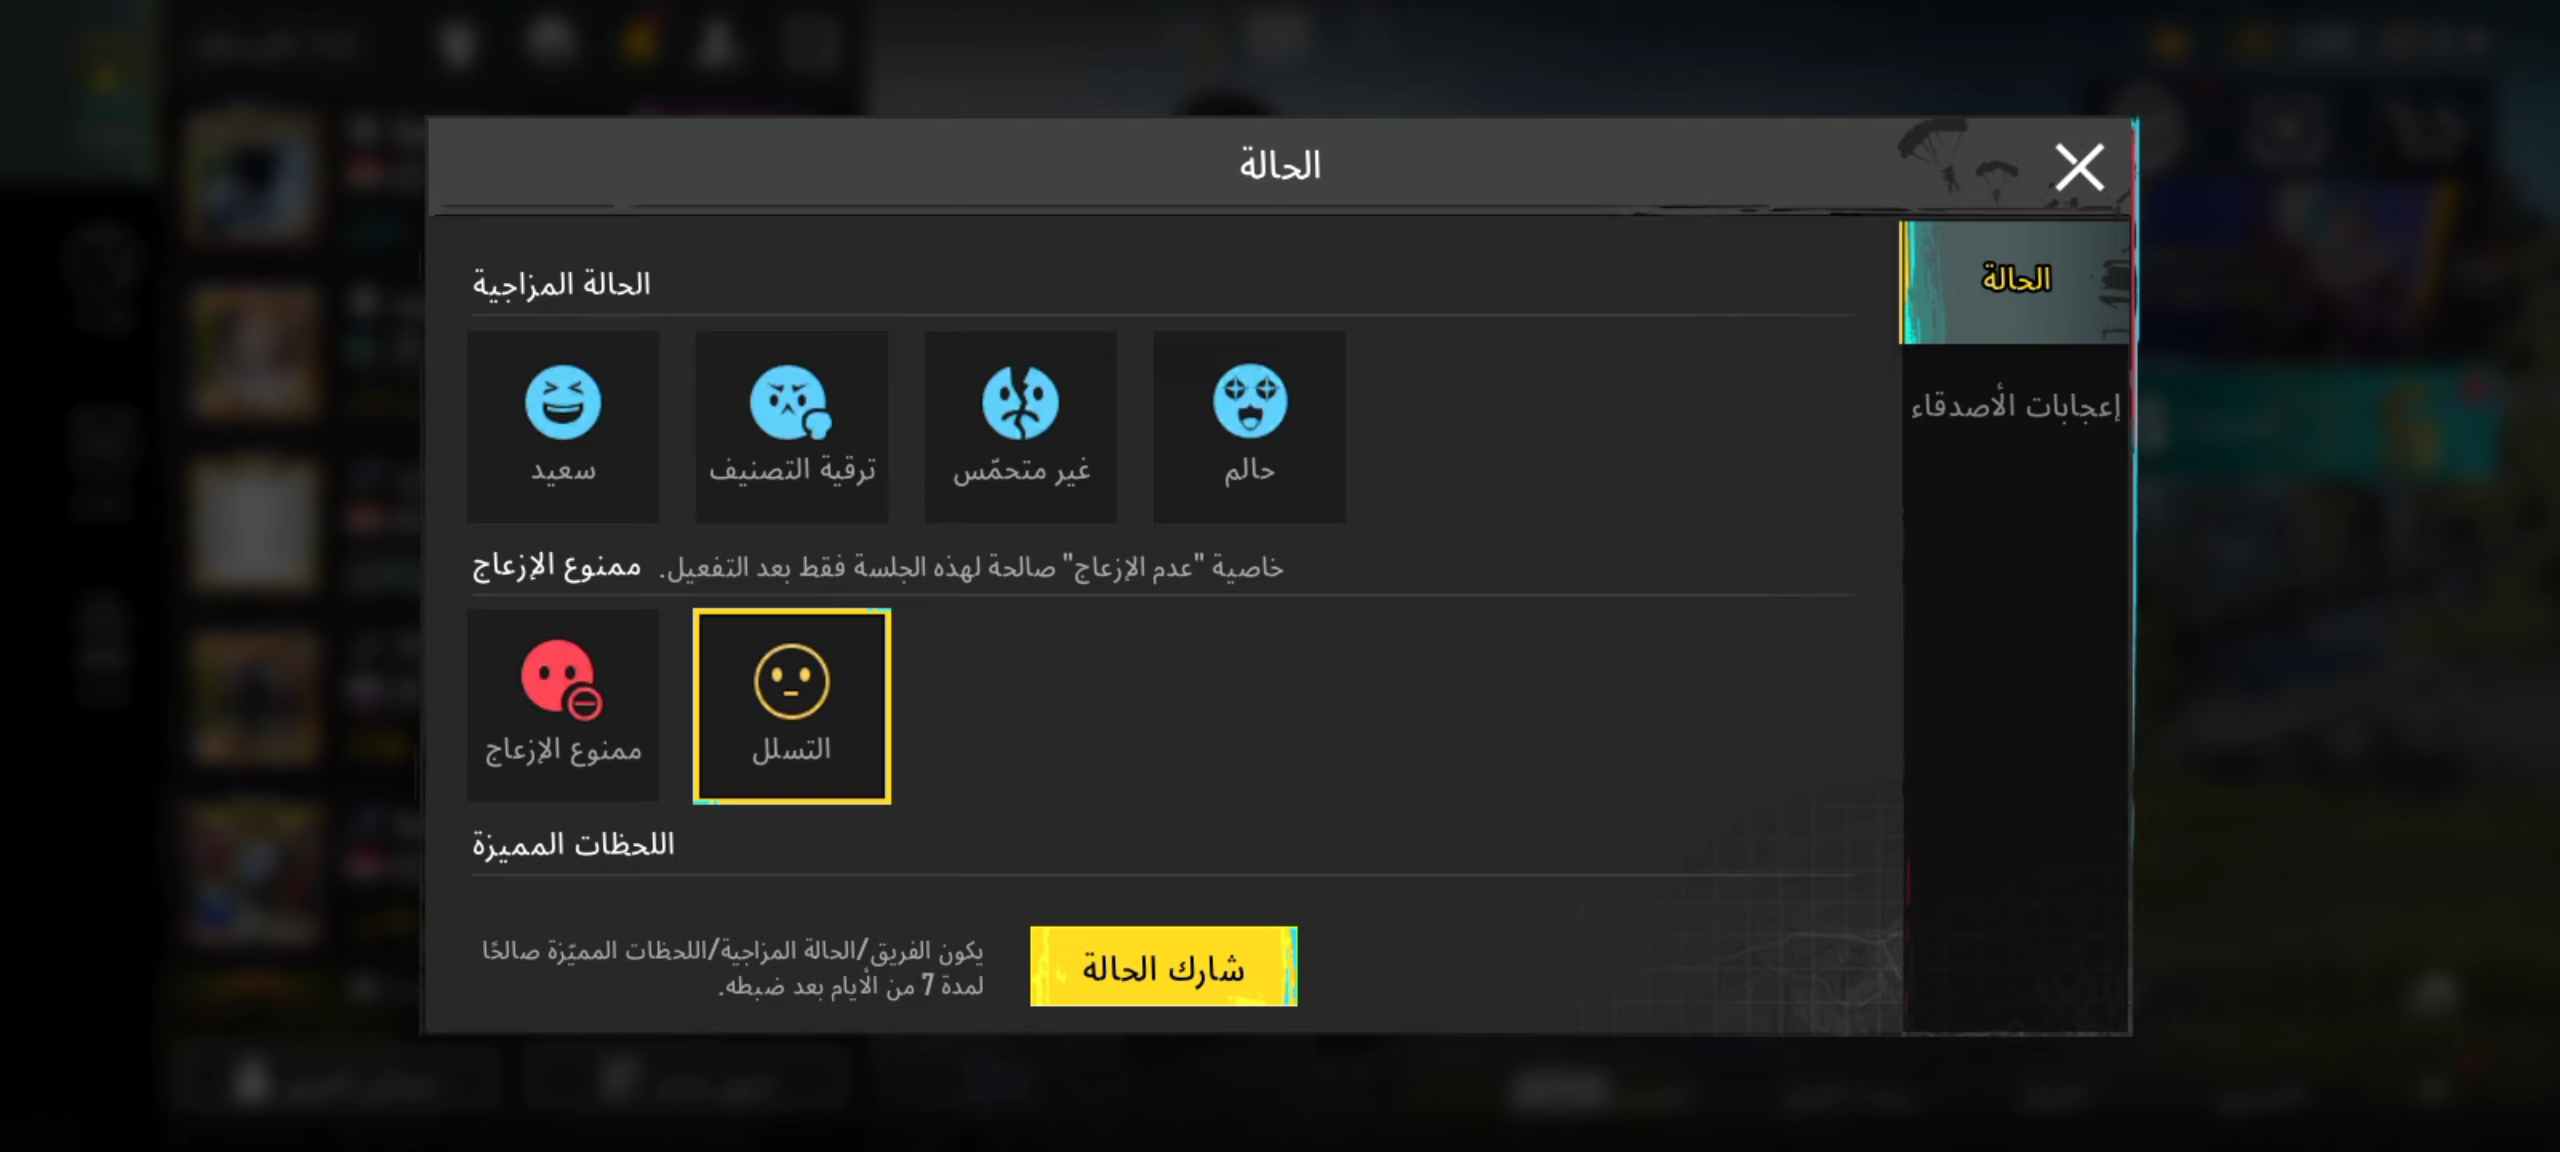 الحالة
الحالة
إعجابات الأصدقاء
الحالة المزاجية
سعيد
ترقية التصنيف
غير متحمّس
حالم
ممنوع الإزعاج
خاصية "عدم الإزعاج" صالحة لهذه الجلسة فقط بعد التفعيل.
ممنوع الإزعاج
التسلل
اللحظات المميزة
يكون الفريق/الحالة المزاجية/اللحظات المميّزة صالحًا
لمدة 7 من الأيام بعد ضبطه.
شارك الحالة